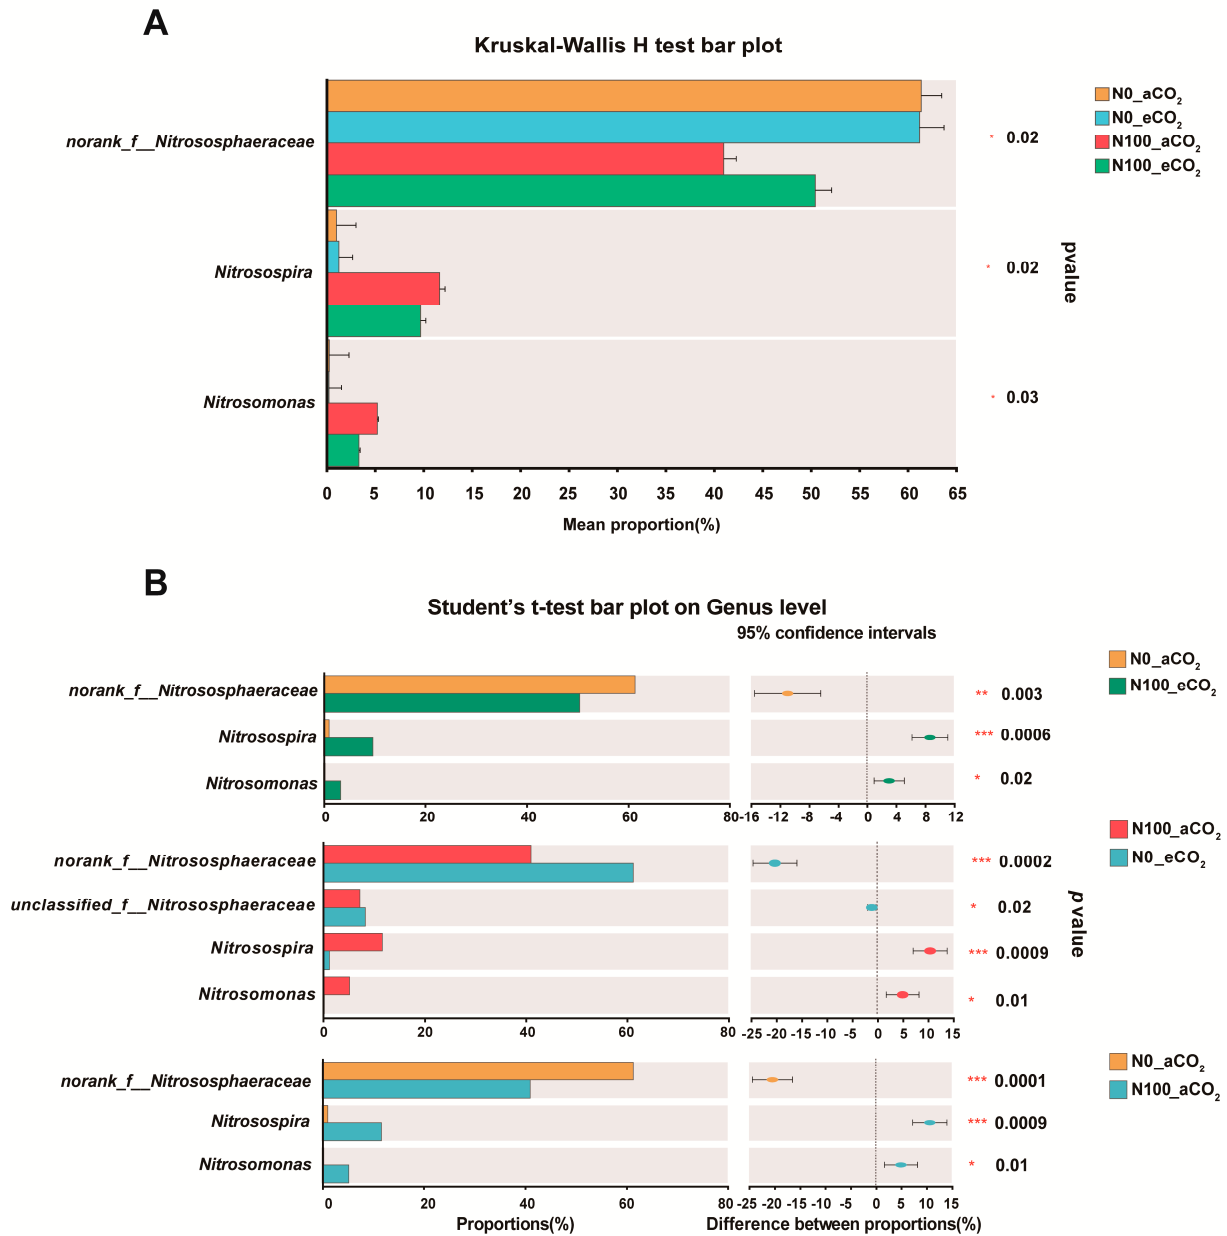 A
Kruskal-Wallis H test bar plot
N0_aCO2
N0_eCO2
N100_aCO2
N100_eCO2
norank_f__Nitrososphaeraceae
* 0.02
Nitrosospira
* 0.02
Nitrosomonas
* 0.03
pvalue
0 5 10 15 20 25 30 35 40 45 50 55 60 65
Mean proportion(%)
B
Student's t-test bar plot on Genus level
95% confidence intervals
N0_aCO2
N100_eCO2
norank_f__Nitrososphaeraceae
** 0.003
Nitrosospira
*** 0.0006
Nitrosomonas
* 0.02
0 20 40 60 80
-16 -12 -8 -4 0 4 8 12
N100_aCO2
N0_eCO2
norank_f__Nitrososphaeraceae
*** 0.0002
unclassified_f__Nitrososphaeraceae
* 0.02
Nitrosospira
*** 0.0009
Nitrosomonas
* 0.01
p value
0 20 40 60 80
-25 -20 -15 -10 -5 0 5 10 15
N0_aCO2
N100_aCO2
norank_f__Nitrososphaeraceae
*** 0.0001
Nitrosospira
*** 0.0009
Nitrosomonas
* 0.01
0 20 40 60 80
-25 -20 -15 -10 -5 0 5 10 15
Proportions(%)
Difference between proportions(%)